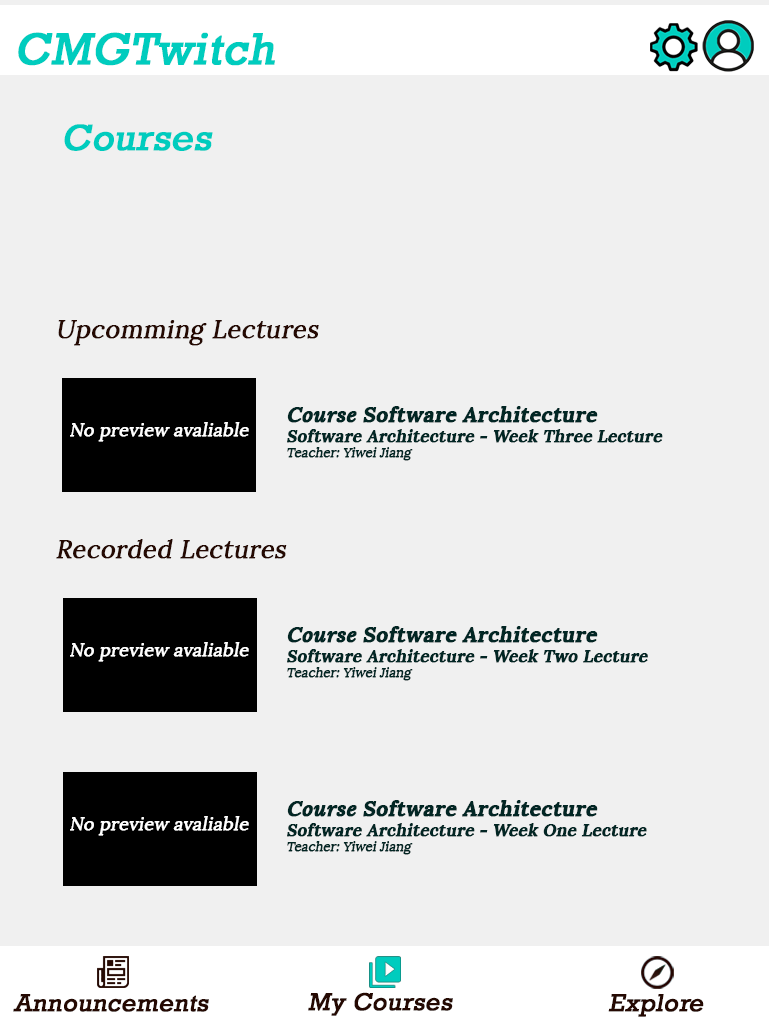 CMGTwitch
Courses
Upcomming Lectures
No preview avaliable
Course Software Architecture
Software Architecture - Week Three Lecture
Teacher: Yiwei Jiang
Recorded Lectures
No preview avaliable
Course Software Architecture
Software Architecture - Week Two Lecture
Teacher: Yiwei Jiang
No preview avaliable
Course Software Architecture
Software Architecture - Week One Lecture
Teacher: Yiwei Jiang
Announcements
My Courses
Explore